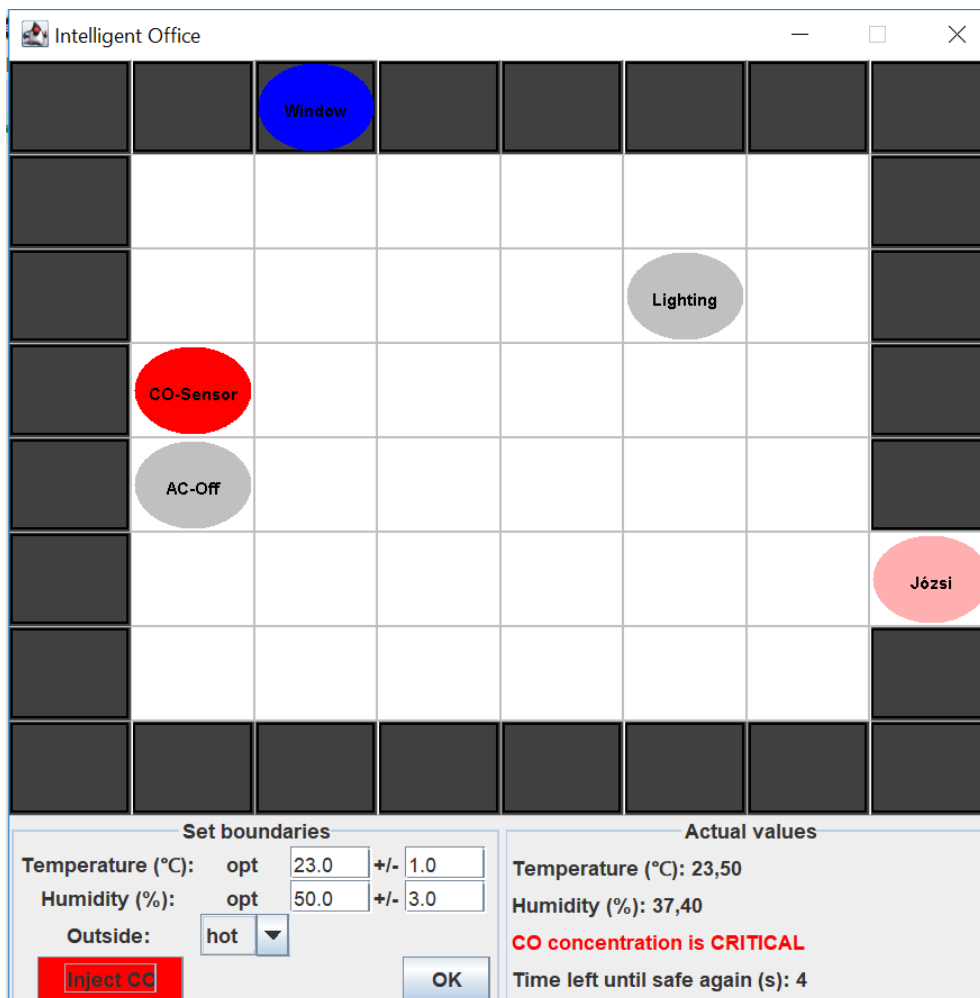 Intelligent Office
Window
Lighting
CO-Sensor
AC-Off
Józsi
Set boundaries
Temperature (°C): opt 23.0 +/- 1.0
Humidity (%): opt 50.0 +/- 3.0
Outside: hot
Inject CO OK
Actual values
Temperature (°C): 23,50
Humidity (%): 37,40
CO concentration is CRITICAL
Time left until safe again (s): 4